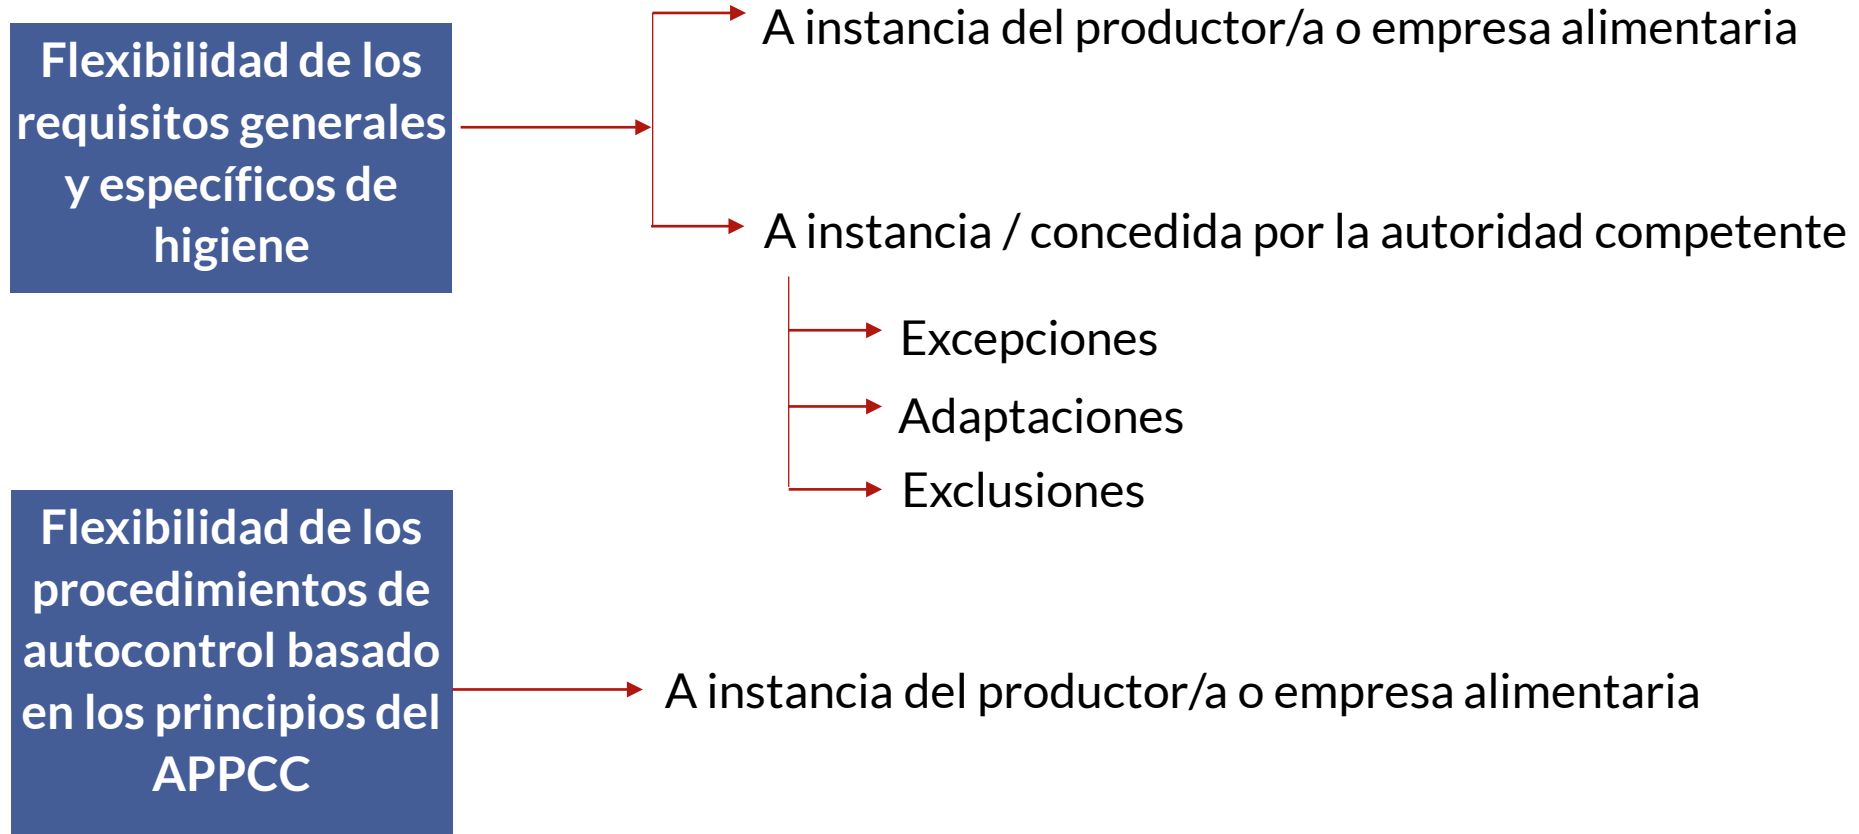 Flexibilidad de los
requisitos generales
y específicos de
higiene
A instancia del productor/a o empresa alimentaria
A instancia / concedida por la autoridad competente
Excepciones
Adaptaciones
Exclusiones
Flexibilidad de los
procedimientos de
autocontrol basado
en los principios del
APPCC
A instancia del productor/a o empresa alimentaria